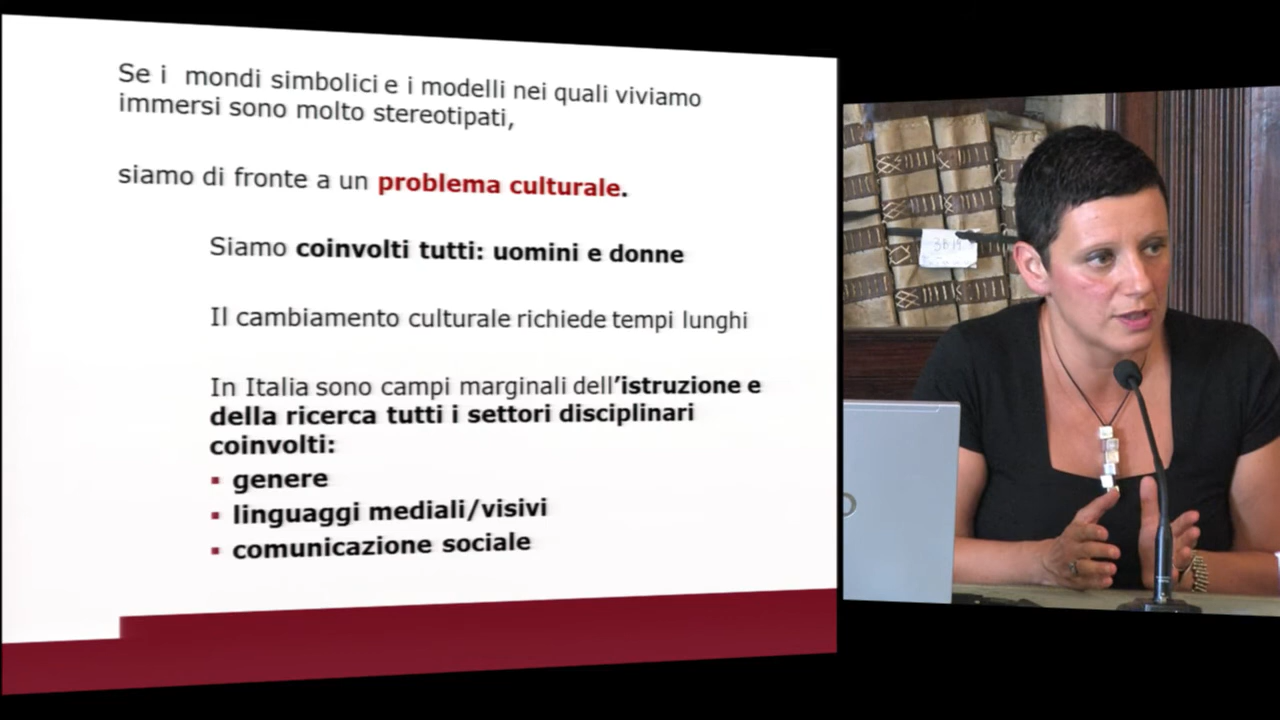 Se i mondi simbolici e i modelli nei quali viviamo
immersi sono molto stereotipati,
siamo di fronte a un problema culturale.
Siamo coinvolti tutti: uomini e donne
Il cambiamento culturale richiede tempi lunghi
In Italia sono campi marginali dell'istruzione e
della ricerca tutti i settori disciplinari
coinvolti:
▪ genere
▪ linguaggi mediali/visivi
▪ comunicazione sociale